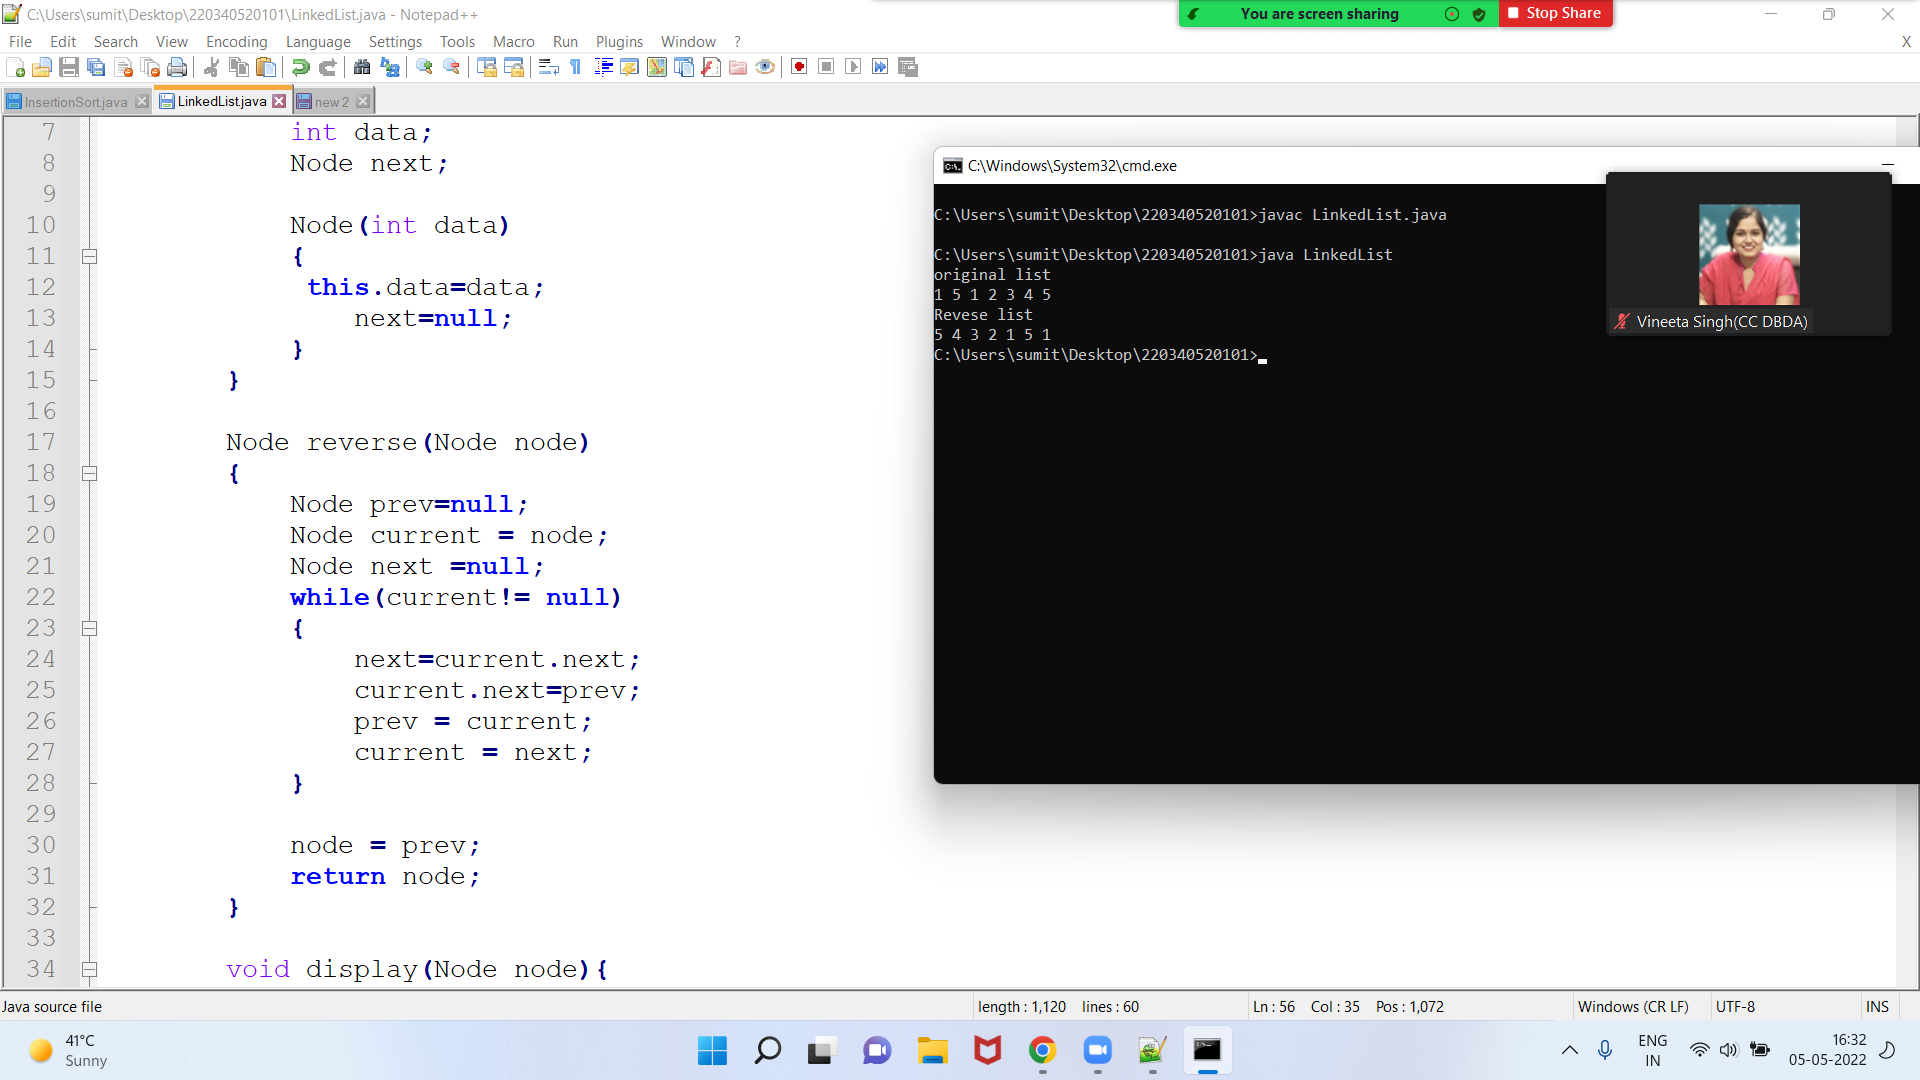 C:\Users\sumit\Desktop\220340520101\LinkedList.java - Notepad++
You are screen sharing
Stop Share
File Edit Search View Encoding Language Settings Tools Macro Run Plugins Window ?
X
InsertionSort.java LinkedList.java new 2
7 int data;
8 Node next;
9
10 Node(int data)
11 {
12 this.data=data;
13 next=null;
14 }
15 }
16
17 Node reverse(Node node)
18 {
19 Node prev=null;
20 Node current = node;
21 Node next =null;
22 while(current!= null)
23 {
24 next=current.next;
25 current.next=prev;
26 prev = current;
27 current = next;
28 }
29
30 node = prev;
31 return node;
32 }
33
34 void display(Node node){
C:\Windows\System32\cmd.exe
C:\Users\sumit\Desktop\220340520101>javac LinkedList.java
C:\Users\sumit\Desktop\220340520101>java LinkedList
original list
1 5 1 2 3 4 5
Revese list
5 4 3 2 1 5 1
C:\Users\sumit\Desktop\220340520101>
Vineeta Singh(CC DBDA)
Java source file length : 1,120 lines : 60 Ln : 56 Col : 35 Pos : 1,072 Windows (CR LF) UTF-8 INS
41°C
Sunny
ENG
IN
16:32
05-05-2022